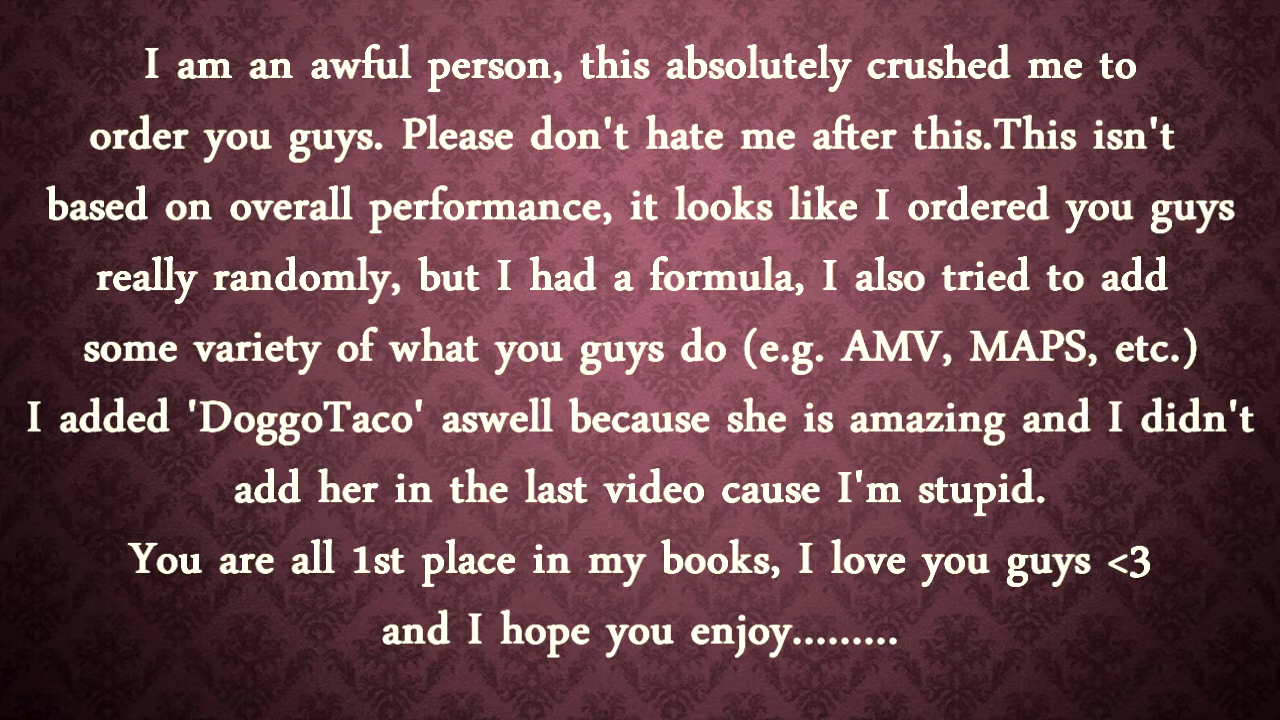 I am an awful person, this absolutely crushed me to
order you guys. Please don't hate me after this.This isn't
based on overall performance, it looks like I ordered you guys
really randomly, but I had a formula, I also tried to add
some variety of what you guys do (e.g. AMV, MAPS, etc.)
I added 'DoggoTaco' aswell because she is amazing and I didn't
add her in the last video cause I'm stupid.
You are all 1st place in my books, I love you guys <3
and I hope you enjoy.........